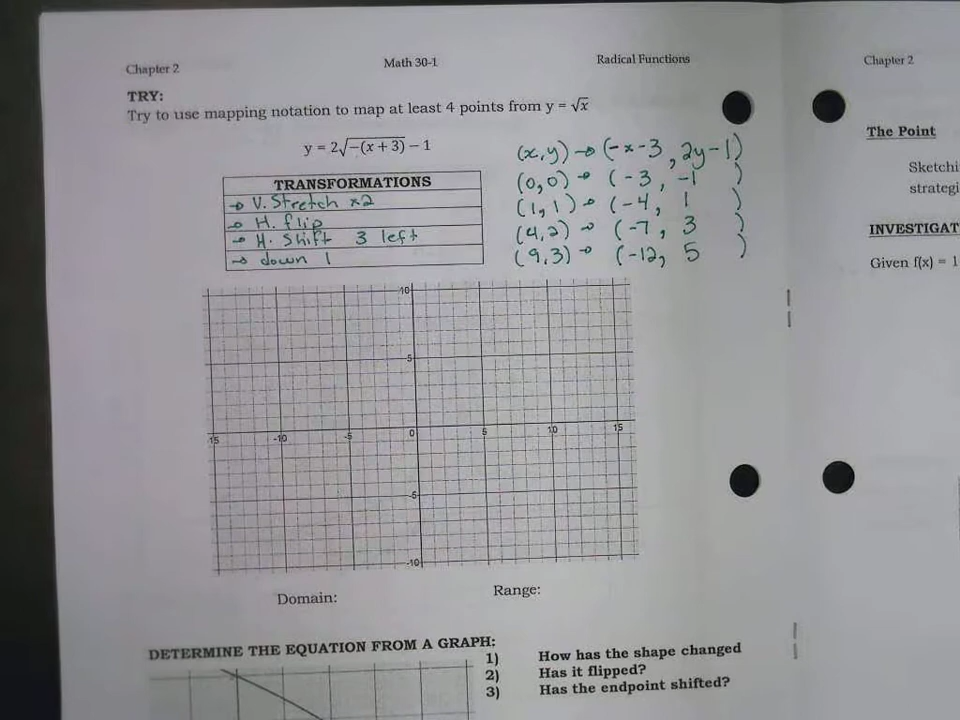 Chapter 2 Math 30-1 Radical Functions
TRY:
Try to use mapping notation to map at least 4 points from y = √x
y = 2√-(x + 3) - 1
TRANSFORMATIONS
→ V. Stretch x2
→ H. flip
→ H. Shift 3 left
→ down 1
(x,y) → (-x-3, 2y-1)
(0,0) → (-3, -1)
(1,1) → (-4, 1)
(4,2) → (-7, 3)
(9,3) → (-12, 5)
10
5
15 -10 -5 0 5 10 15
-5
-10
Domain: Range:
DETERMINE THE EQUATION FROM A GRAPH:
1) How has the shape changed
2) Has it flipped?
3) Has the endpoint shifted?
Chapter 2
The Point
Sketchi
strategi
INVESTIGAT
Given f(x) = 1